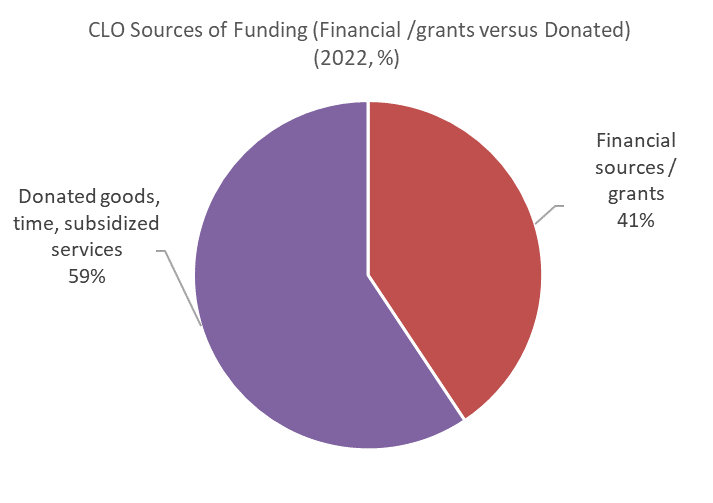 CLO Sources of Funding (Financial /grants versus Donated)
(2022, %)
Financial
sources /
grants
41%
Donated goods,
time, subsidized
services
59%